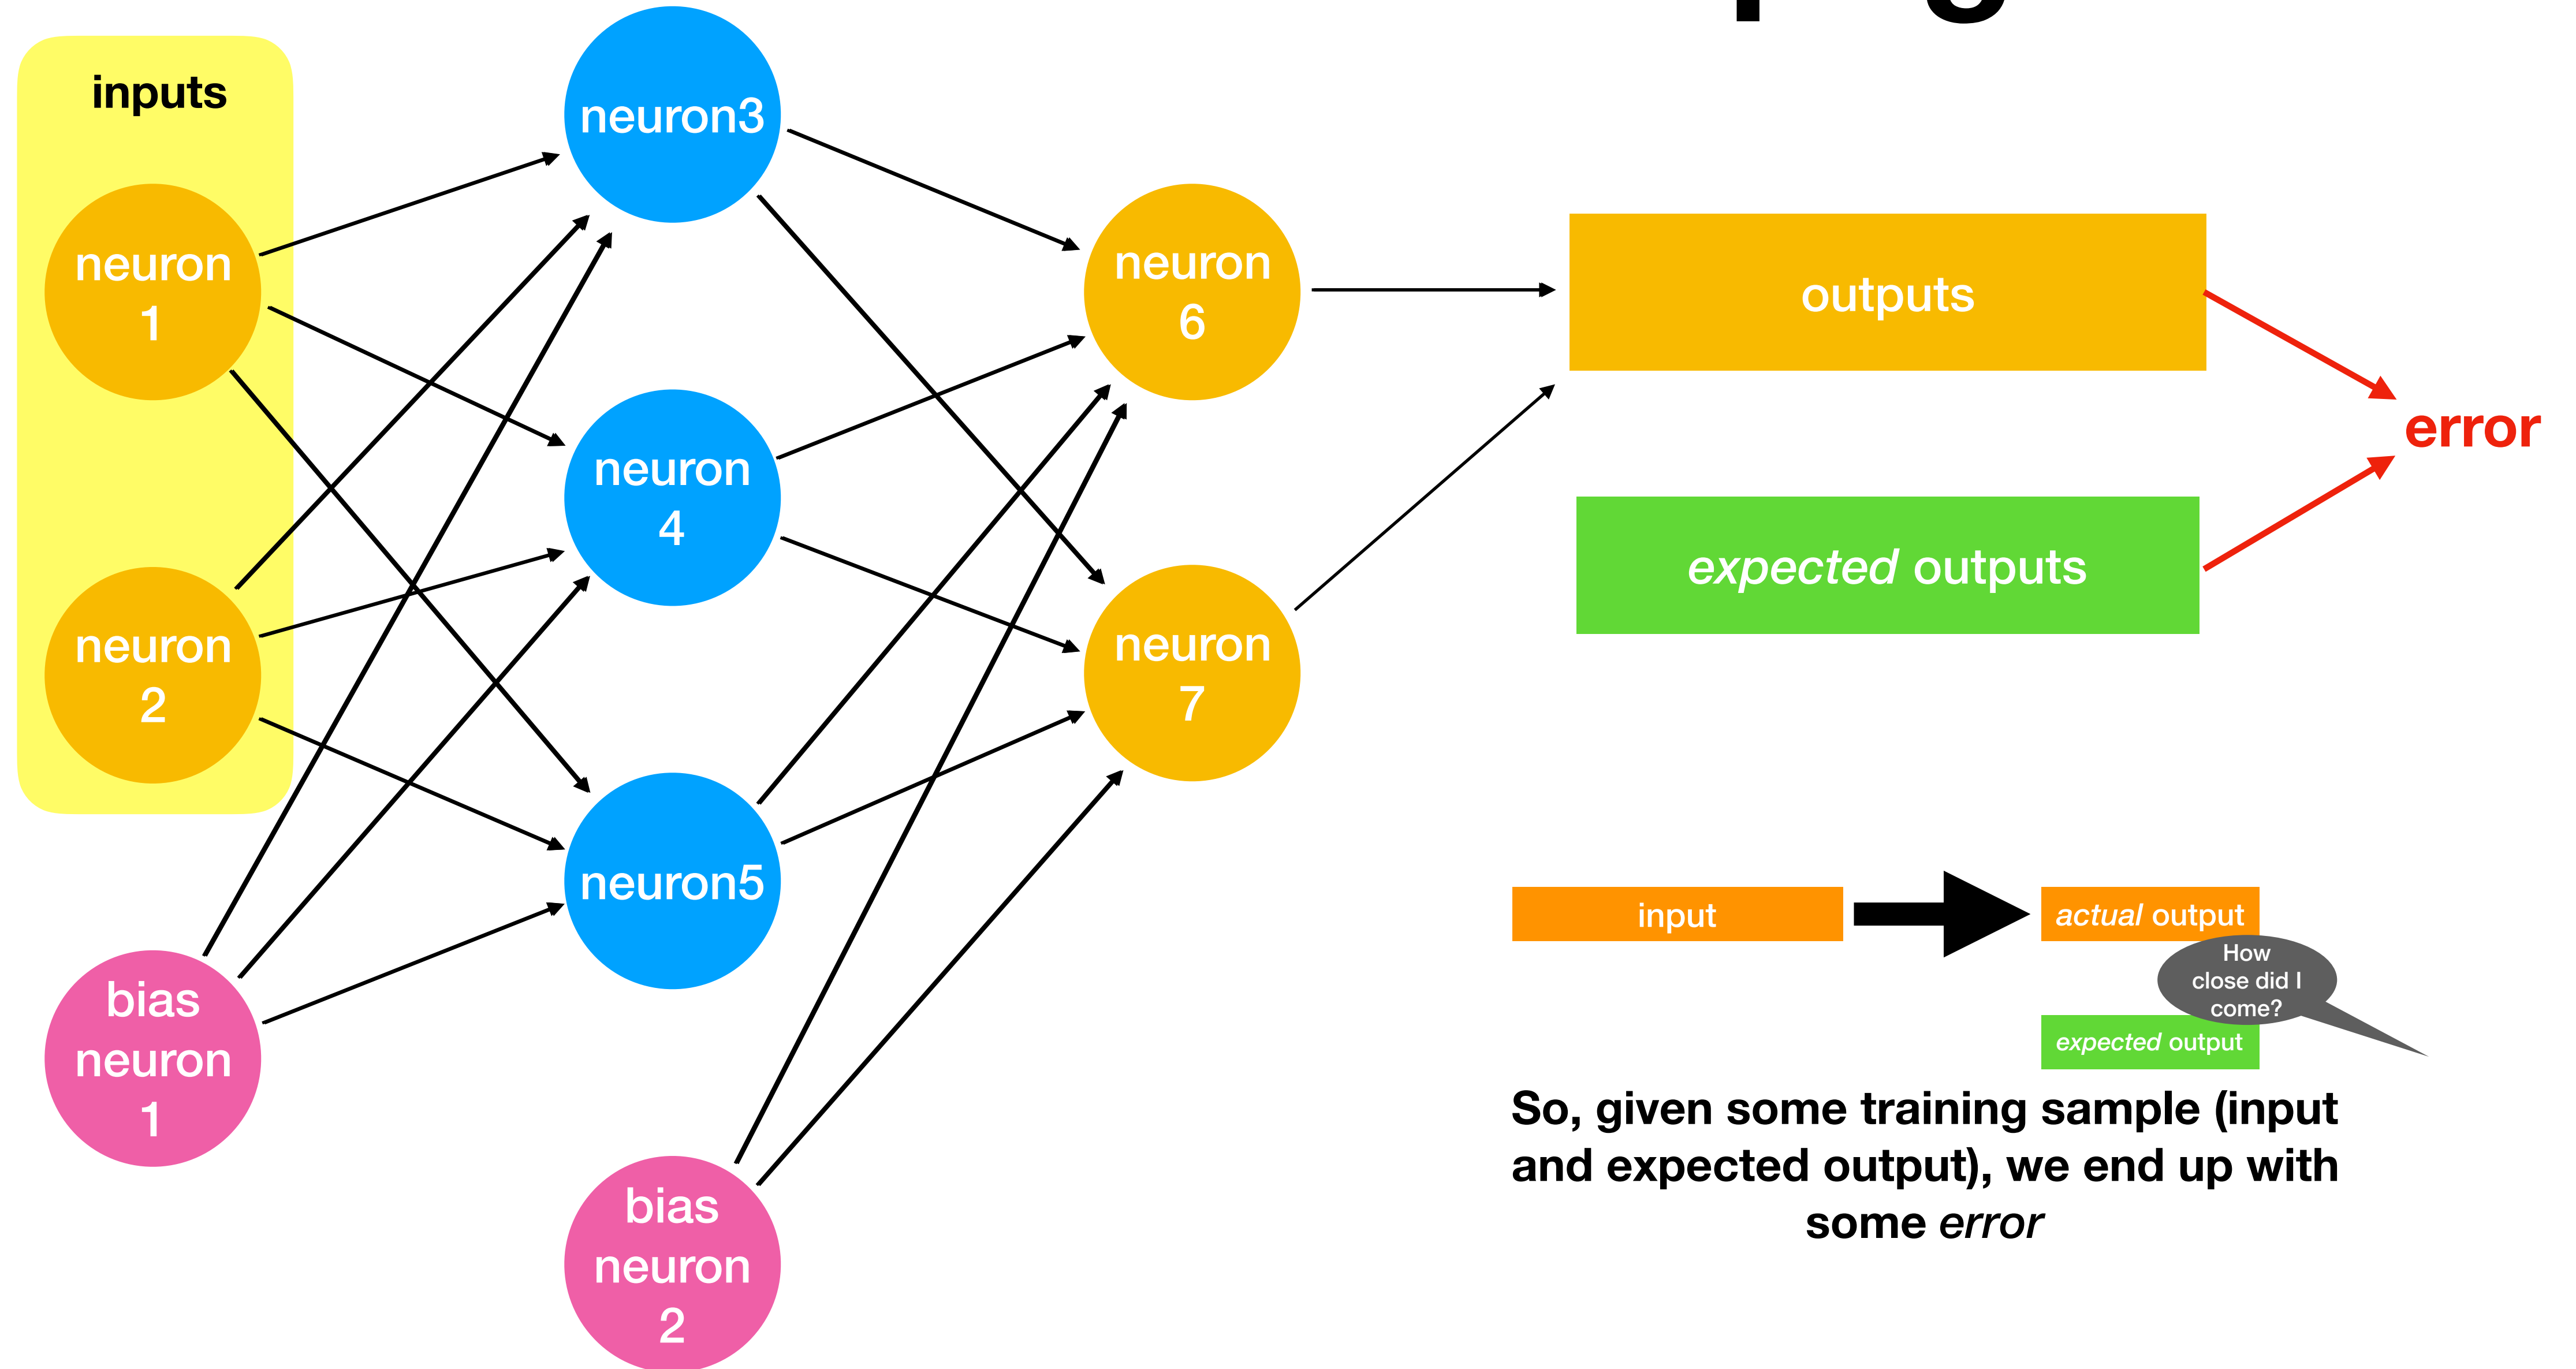 inputs
neuron3
neuron
1
neuron
6
outputs
error
neuron
4
expected outputs
neuron
2
neuron
7
neuron5
input
actual output
How
close did I
come?
bias
neuron
1
expected output
So, given some training sample (input
and expected output), we end up with
some error
bias
neuron
2